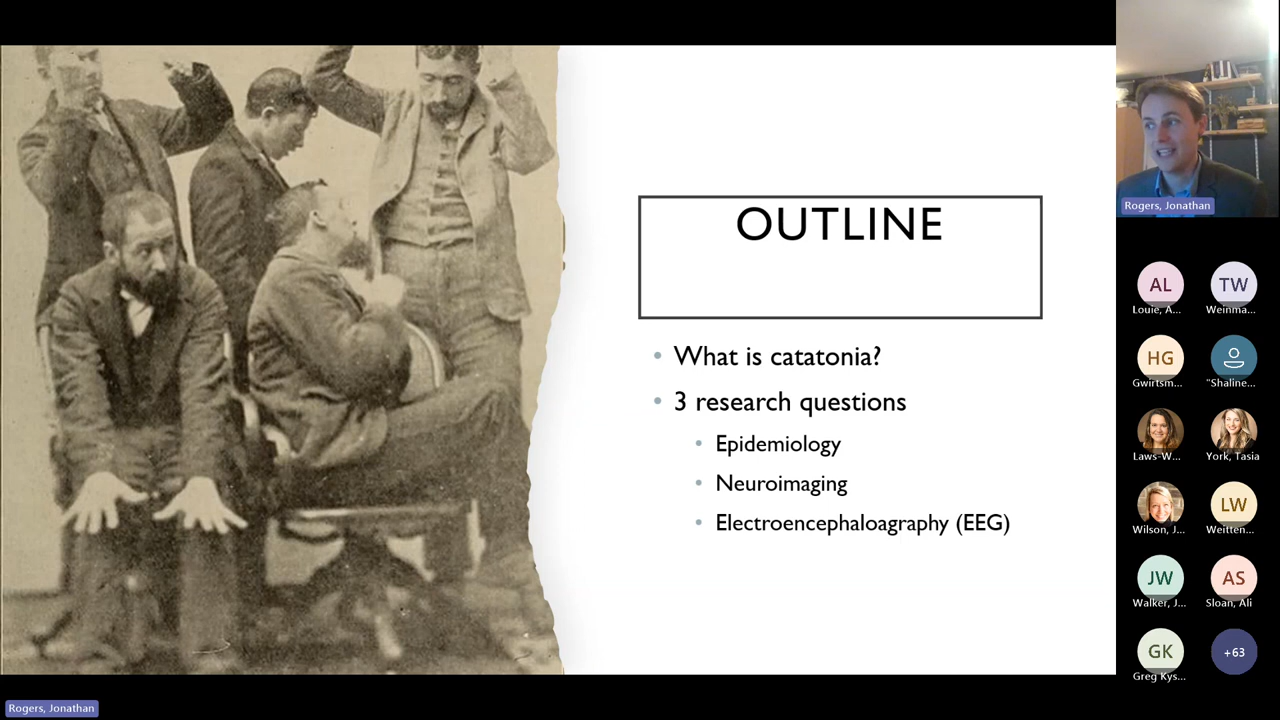 OUTLINE
What is catatonia?
3 research questions
Epidemiology
Neuroimaging
Electroencephaloagraphy (EEG)
Rogers, Jonathan
AL
TW
Louie, A...
Weinma...
HG
Gwirtsm...
"Shaline...
Laws-W...
York, Tasia
LW
Wilson, J...
Weitten...
JW
AS
Walker, J...
Sloan, Ali
GK
+63
Greg Kys...
Rogers, Jonathan